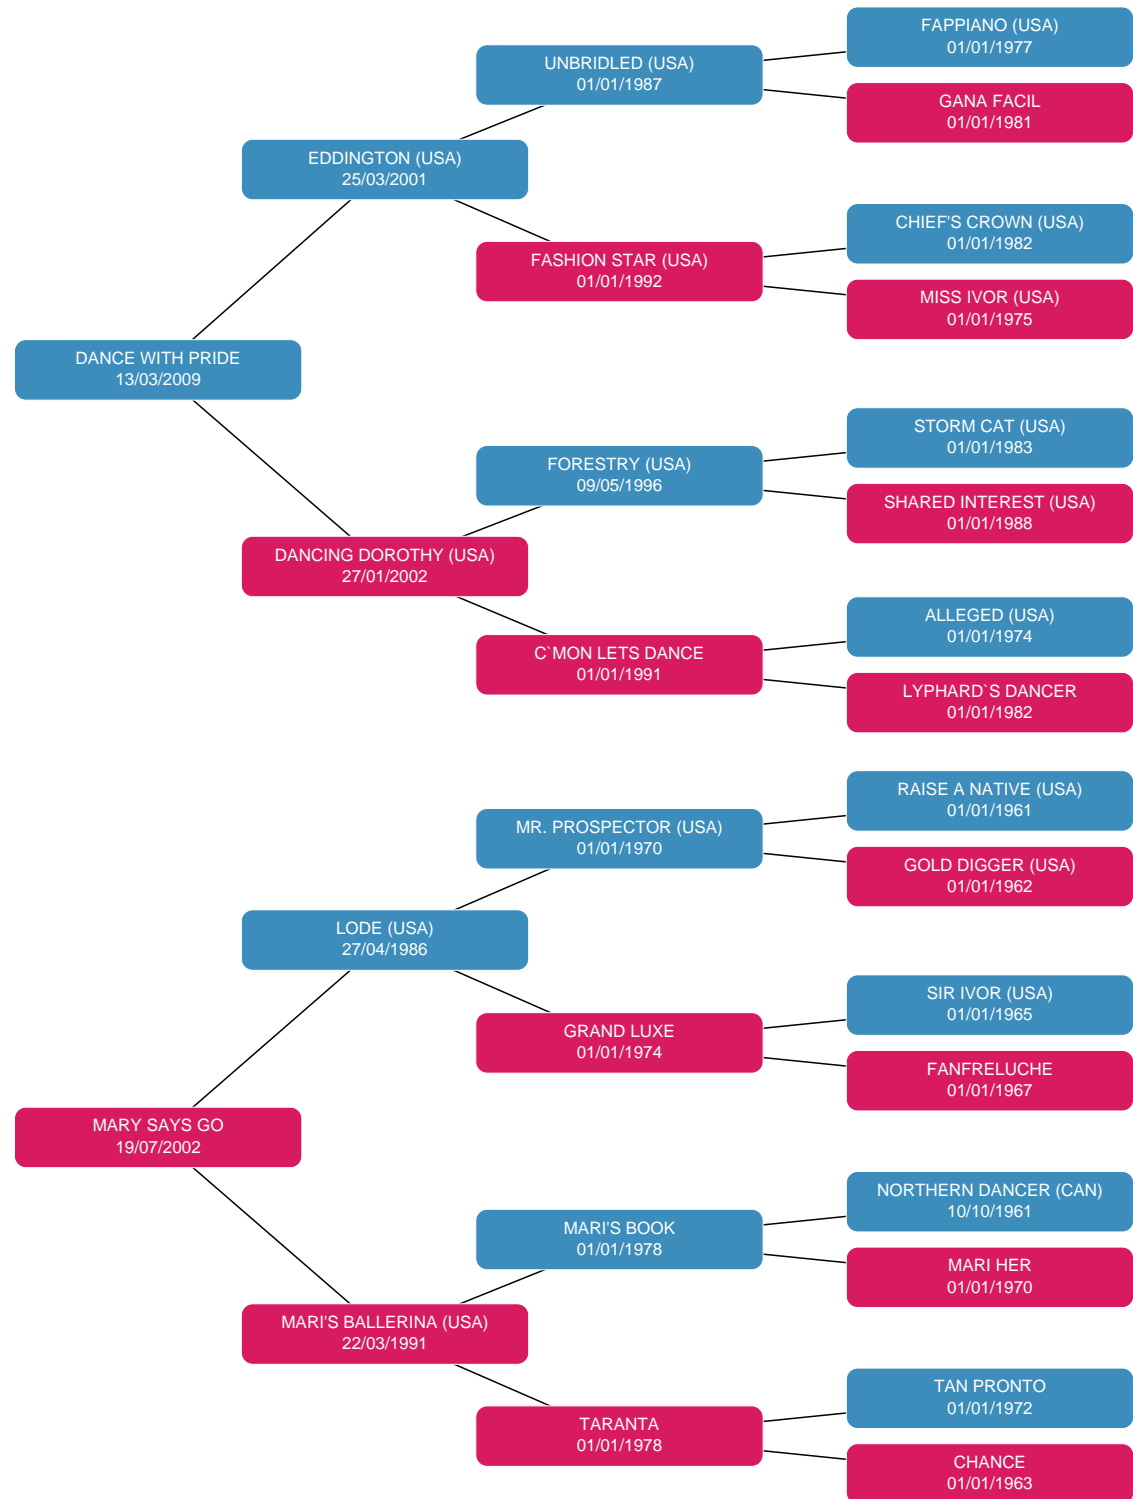 FAPPIANO (USA)
01/01/1977
UNBRIDLED (USA)
01/01/1987
GANA FACIL
01/01/1981
EDDINGTON (USA)
25/03/2001
CHIEF'S CROWN (USA)
01/01/1982
FASHION STAR (USA)
01/01/1992
MISS IVOR (USA)
01/01/1975
DANCE WITH PRIDE
13/03/2009
STORM CAT (USA)
01/01/1983
FORESTRY (USA)
09/05/1996
SHARED INTEREST (USA)
01/01/1988
DANCING DOROTHY (USA)
27/01/2002
ALLEGED (USA)
01/01/1974
C`MON LETS DANCE
01/01/1991
LYPHARD`S DANCER
01/01/1982
RAISE A NATIVE (USA)
01/01/1961
MR. PROSPECTOR (USA)
01/01/1970
GOLD DIGGER (USA)
01/01/1962
LODE (USA)
27/04/1986
SIR IVOR (USA)
01/01/1965
GRAND LUXE
01/01/1974
FANFRELUCHE
01/01/1967
MARY SAYS GO
19/07/2002
NORTHERN DANCER (CAN)
10/10/1961
MARI'S BOOK
01/01/1978
MARI HER
01/01/1970
MARI'S BALLERINA (USA)
22/03/1991
TAN PRONTO
01/01/1972
TARANTA
01/01/1978
CHANCE
01/01/1963